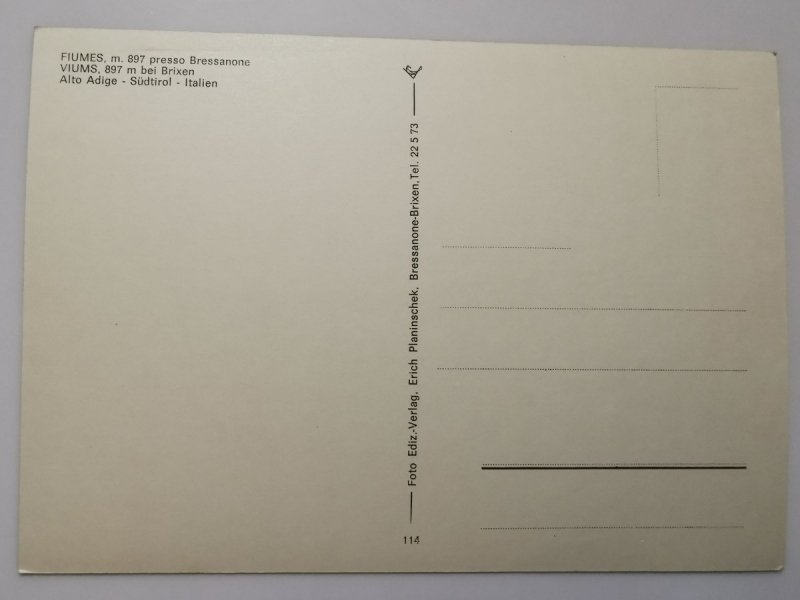 FIUMES, m. 897 presso Bressanone
VIUMS, 897 m bei Brixen
Alto Adige - Südtirol - Italien
Foto Ediz.-Verlag, Erich Planinschek, Bressanone-Brixen,Tel. 22 5 73
114